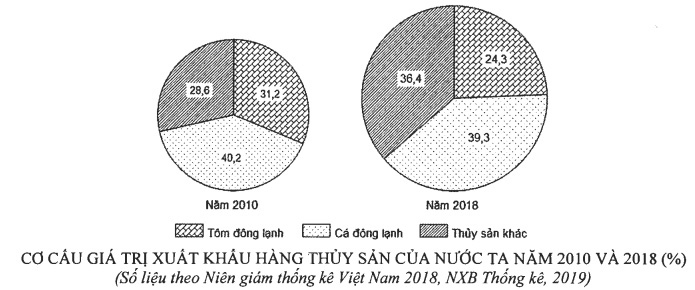 28,6
31,2
40,2
Năm 2010
36,4
24,3
39,3
Năm 2018
Tôm đông lạnh
Cá đông lạnh
Thủy sản khác
CƠ CẤU GIÁ TRỊ XUẤT KHẨU HÀNG THỦY SẢN CỦA NƯỚC TA NĂM 2010 VÀ 2018 (%)
(Số liệu theo Niên giám thống kê Việt Nam 2018, NXB Thống kê, 2019)